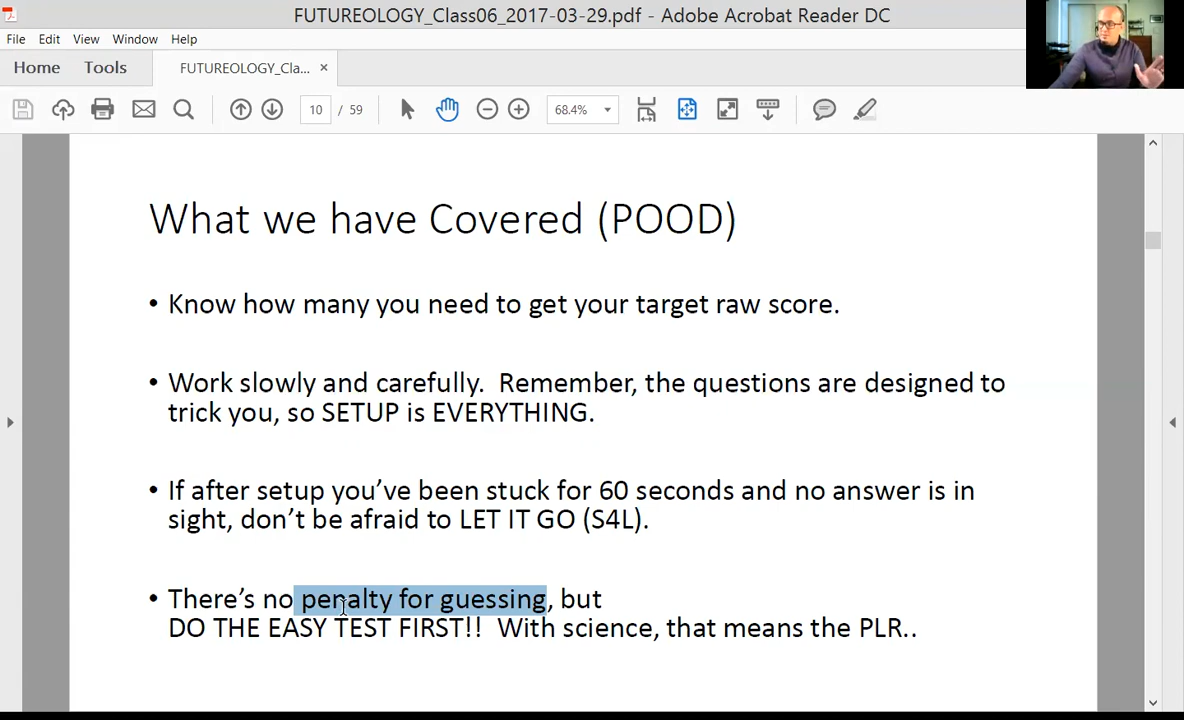 FUTUREOLOGY_Class06_2017-03-29.pdf - Adobe Acrobat Reader DC
File Edit View Window Help
Home Tools FUTUREOLOGY_Cla... ×
10 / 59 68.4%
What we have Covered (POOD)
• Know how many you need to get your target raw score.
• Work slowly and carefully.  Remember, the questions are designed to
trick you, so SETUP is EVERYTHING.
• If after setup you’ve been stuck for 60 seconds and no answer is in
sight, don’t be afraid to LET IT GO (S4L).
• There’s no penalty for guessing, but
DO THE EASY TEST FIRST!!  With science, that means the PLR..